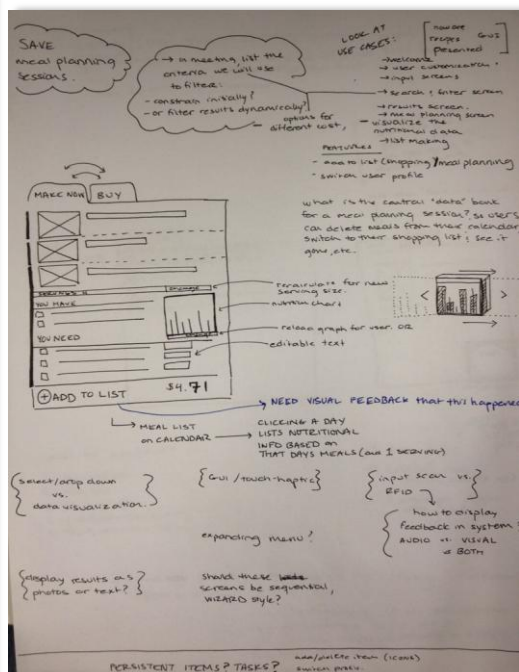 SAVE
meal planning
sessions.
→ in a meeting, list the
criteria we will use
to filter:
- constrain initially?
- or filter results dynamically?
- options for
different cost,
LOOK AT
USE CASES:
how are
recipes
presented
GUIS
→ welcome
→ user customization
→ input screens
→ search / filter screen
→ results screen.
→ meal planning screen
- visualize the
nutritional data
→ list making
FEATURES
- add to list (shopping / meal planning
- switch user profile
MAKE NOW
BUY
what is the central 'data' bank
for a meal planning session? so users
can delete meals from their calendar
switch to their shopping list & see it
gone, etc.
recalculate for new
serving size.
YOU HAVE
nutrition chart
reload graph for user. OR
YOU NEED
editable text
+ ADD TO LIST
$4.71
→ NEED VISUAL FEEDBACK that this happened
→ MEAL LIST
on CALENDAR →
CLICKING A DAY
LISTS NUTRITIONAL
INFO BASED on
THAT DAYS MEALS (and 1 SERVING)
{select/drop down
vs.
data visualization..}
{GUI / touch-haptic}
{input scan vs.
RFID}
how to display
feedback in system?
AUDIO vs. VISUAL
or BOTH
expanding menu?
{display results as
photos or text?}
should these
screens be sequential,
WIZARD style?
PERSISTENT ITEMS? TASKS?
add/delete item (icons)
switch profile.